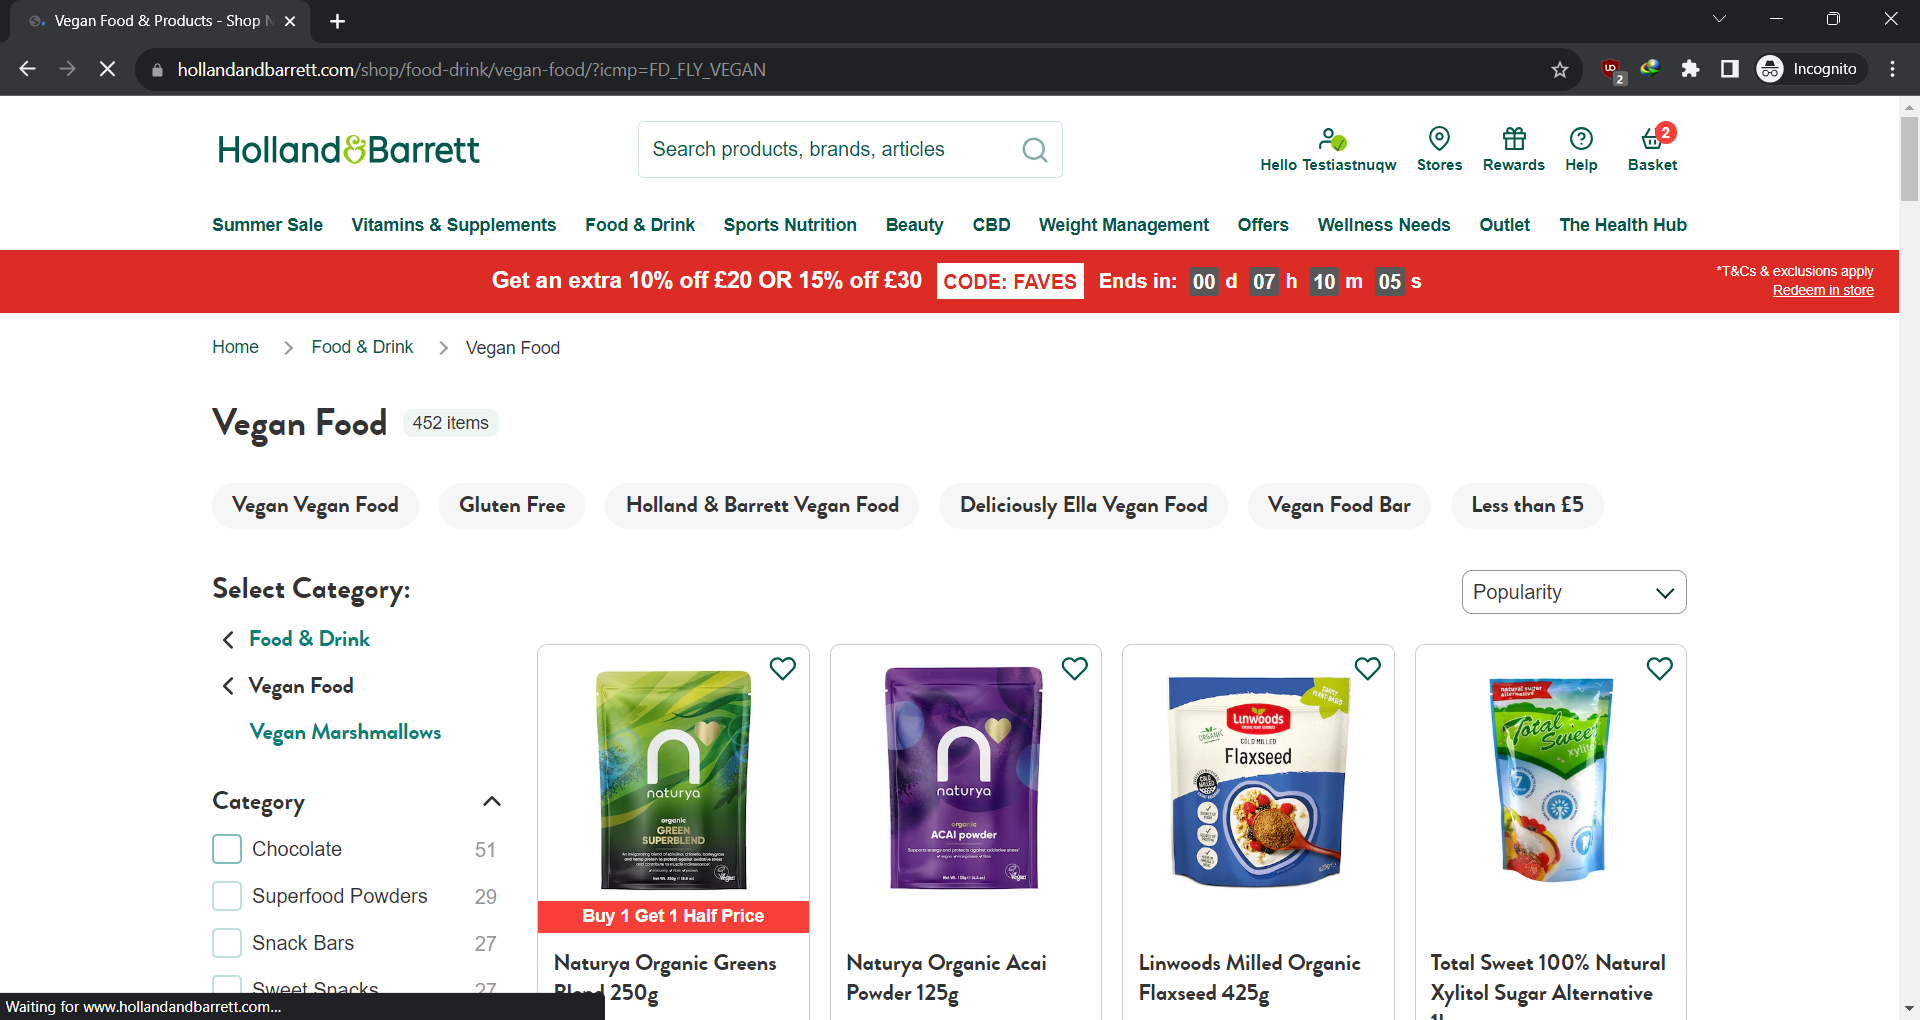 Vegan Food & Products - Shop
hollandandbarrett.com/shop/food-drink/vegan-food/?icmp=FD_FLY_VEGAN
2
Incognito
Holland&Barrett
Search products, brands, articles
Hello Testiastnuqw
Stores
Rewards
Help
2
Basket
Summer Sale
Vitamins & Supplements
Food & Drink
Sports Nutrition
Beauty
CBD
Weight Management
Offers
Wellness Needs
Outlet
The Health Hub
Get an extra 10% off £20 OR 15% off £30 CODE: FAVES Ends in: 00 d 07 h 10 m 05 s
*T&Cs & exclusions apply
Redeem in store
Home > Food & Drink > Vegan Food
Vegan Food 452 items
Vegan Vegan Food
Gluten Free
Holland & Barrett Vegan Food
Deliciously Ella Vegan Food
Vegan Food Bar
Less than £5
Select Category:
Popularity
Food & Drink
Vegan Food
Vegan Marshmallows
Category
Chocolate 51
Superfood Powders 29
Snack Bars 27
Sweet Snacks 27
naturya
organic
GREEN
SUPERBLEND
Buy 1 Get 1 Half Price
Naturya Organic Greens
Blend 250g
naturya
organic
ACAI powder
Naturya Organic Acai
Powder 125g
Linwoods
ORGANIC
COLD MILLED
Flaxseed
Linwoods Milled Organic
Flaxseed 425g
natural sugar
alternative
Total
Sweet
xylitol
Total Sweet 100% Natural
Xylitol Sugar Alternative
Waiting for www.hollandandbarrett.com...